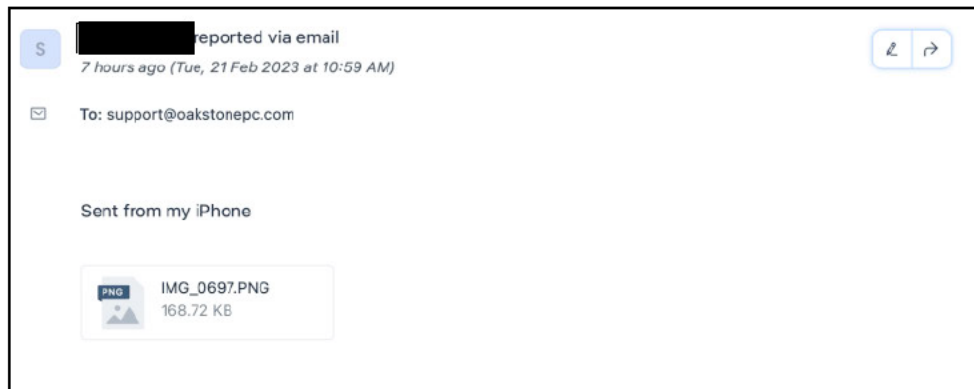 S
reported via email
7 hours ago (Tue, 21 Feb 2023 at 10:59 AM)
To: support@oakstonepc.com
Sent from my iPhone
PNG
IMG_0697.PNG
168.72 KB